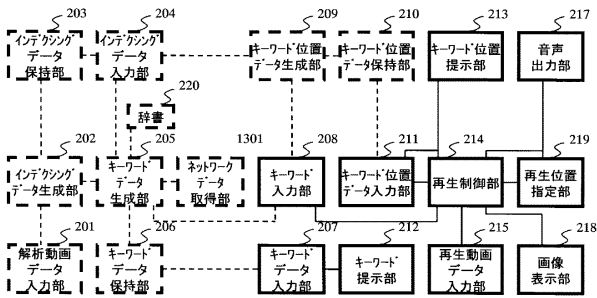 203
204
209
210
213
217
インデクシング
データ
保持部
インデクシング
データ
入力部
キーワード位置
データ生成部
キーワード位置
データ保持部
キーワード位置
提示部
音声
出力部
220
辞書
202
205
1301
208
211
214
219
インデクシング
データ生成部
キーワード
データ
生成部
ネットワーク
データ
取得部
キーワード
入力部
キーワード位置
データ入力部
再生制御部
再生位置
指定部
201
206
207
212
215
218
解析動画
データ
入力部
キーワード
データ
保持部
キーワード
データ
入力部
キーワード
提示部
再生動画
データ
入力部
画像
表示部